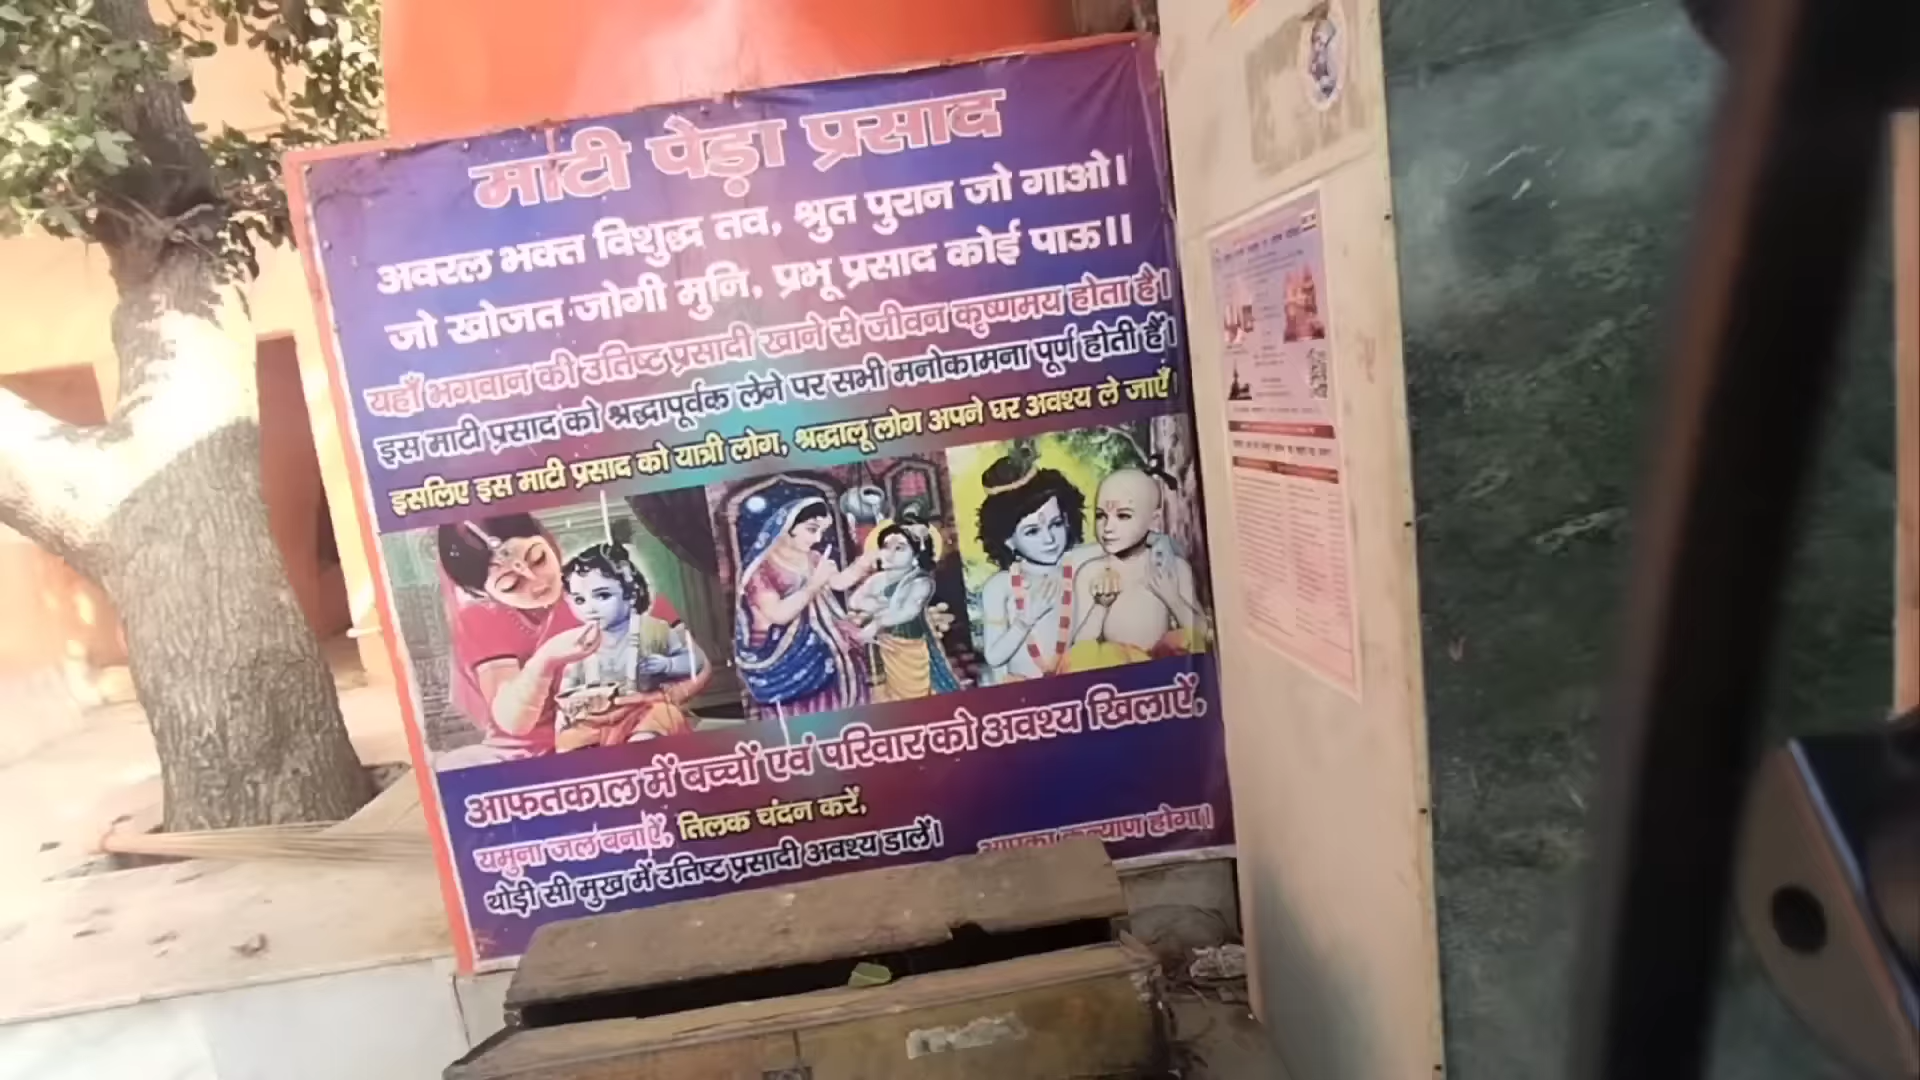 माटी पेड़ा प्रसाद
अवरल भक्त विशुद्ध तव, श्रुत पुरान जो गाओ।
जो खोजत जोगी मुनि, प्रभू प्रसाद कोई पाऊ।।
यहाँ भगवान की उतिष्ट प्रसादी खाने से जीवन कृष्णमय होता है।
इस माटी प्रसाद को श्रद्धापूर्वक लेने पर सभी मनोकामना पूर्ण होती हैं।
इसलिए इस माटी प्रसाद को यात्री लोग, श्रद्धालू लोग अपने घर अवश्य ले जाएँ।
आफतकाल में बच्चों एवं परिवार को अवश्य खिलाऐं,
यमुना जल बनाऐं, तिलक चंदन करें,
थोड़ी सी मुख में उतिष्ट प्रसादी अवश्य डालें।
होगा।